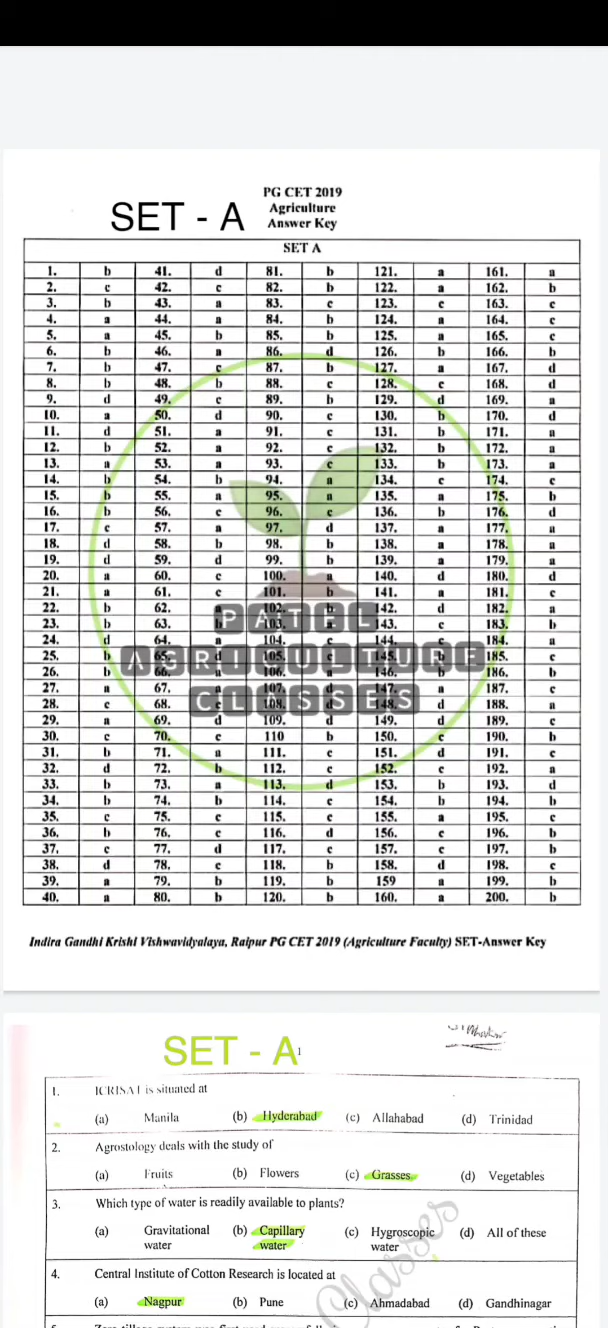 PG CET 2019
SET - A Agriculture
Answer Key
SET A
1. b 41. d 81. b 121. a 161. a
2. c 42. c 82. b 122. a 162. b
3. b 43. a 83. c 123. c 163. c
4. a 44. a 84. b 124. a 164. c
5. a 45. b 85. b 125. a 165. c
6. b 46. a 86. d 126. b 166. b
7. b 47. c 87. b 127. a 167. d
8. b 48. b 88. c 128. c 168. d
9. d 49. c 89. b 129. d 169. a
10. a 50. d 90. c 130. b 170. d
11. d 51. a 91. c 131. b 171. a
12. b 52. a 92. c 132. b 172. a
13. a 53. a 93. c 133. b 173. a
14. b 54. b 94. a 134. c 174. c
15. b 55. a 95. a 135. a 175. b
16. b 56. c 96. c 136. b 176. d
17. c 57. a 97. d 137. a 177. a
18. d 58. b 98. b 138. a 178. a
19. d 59. d 99. b 139. a 179. a
20. a 60. c 100. a 140. d 180. d
21. a 61. c 101. b 141. a 181. c
22. b 62. a 102. b 142. d 182. a
23. b 63. b 103. a 143. c 183. b
PATEL
24. d 64. a 104. c 144. c 184. a
25. b 65. d 105. c 145. b 185. c
AGRICULTURE
26. b 66. a 106. a 146. b 186. b
27. a 67. a 107. d 147. a 187. c
28. c 68. c 108. d 148. d 188. a
CLASSES
29. a 69. d 109. d 149. d 189. c
30. c 70. c 110 b 150. c 190. b
31. b 71. a 111. c 151. d 191. c
32. d 72. b 112. c 152. c 192. a
33. b 73. a 113. d 153. b 193. d
34. b 74. b 114. c 154. b 194. b
35. c 75. c 115. c 155. a 195. c
36. b 76. c 116. d 156. c 196. b
37. c 77. d 117. c 157. c 197. b
38. d 78. c 118. b 158. d 198. c
39. a 79. b 119. b 159 a 199. b
40. a 80. b 120. b 160. a 200. b
Indira Gandhi Krishi Vishwavidyalaya, Raipur PG CET 2019 (Agriculture Faculty) SET-Answer Key
SET - A 1
1. ICRISAT is situated at
(a) Manila (b) Hyderabad (c) Allahabad (d) Trinidad
2. Agrostology deals with the study of
(a) Fruits (b) Flowers (c) Grasses (d) Vegetables
3. Which type of water is readily available to plants?
(a) Gravitational (b) Capillary (c) Hygroscopic (d) All of these
water water water
4. Central Institute of Cotton Research is located at
(a) Nagpur (b) Pune (c) Ahmadabad (d) Gandhinagar
Classes